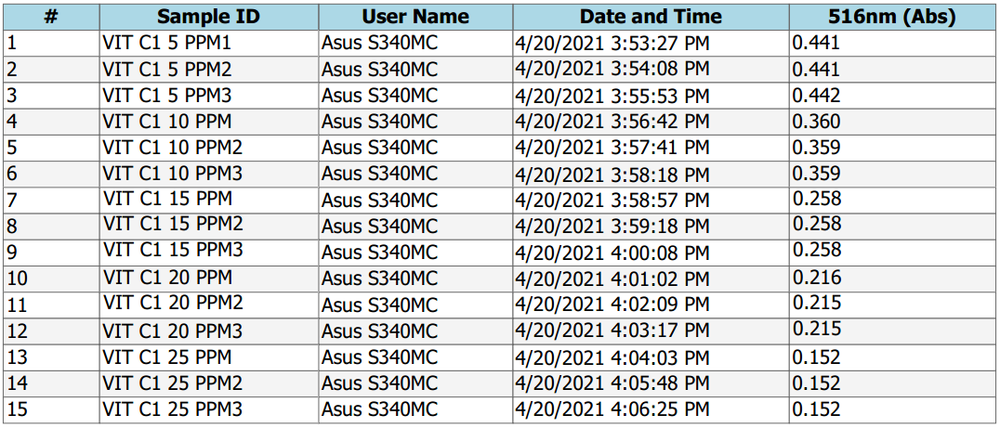 # Sample ID User Name Date and Time 516nm (Abs)
1 VIT C1 5 PPM1 Asus S340MC 4/20/2021 3:53:27 PM 0.441
2 VIT C1 5 PPM2 Asus S340MC 4/20/2021 3:54:08 PM 0.441
3 VIT C1 5 PPM3 Asus S340MC 4/20/2021 3:55:53 PM 0.442
4 VIT C1 10 PPM Asus S340MC 4/20/2021 3:56:42 PM 0.360
5 VIT C1 10 PPM2 Asus S340MC 4/20/2021 3:57:41 PM 0.359
6 VIT C1 10 PPM3 Asus S340MC 4/20/2021 3:58:18 PM 0.359
7 VIT C1 15 PPM Asus S340MC 4/20/2021 3:58:57 PM 0.258
8 VIT C1 15 PPM2 Asus S340MC 4/20/2021 3:59:18 PM 0.258
9 VIT C1 15 PPM3 Asus S340MC 4/20/2021 4:00:08 PM 0.258
10 VIT C1 20 PPM Asus S340MC 4/20/2021 4:01:02 PM 0.216
11 VIT C1 20 PPM2 Asus S340MC 4/20/2021 4:02:09 PM 0.215
12 VIT C1 20 PPM3 Asus S340MC 4/20/2021 4:03:17 PM 0.215
13 VIT C1 25 PPM Asus S340MC 4/20/2021 4:04:03 PM 0.152
14 VIT C1 25 PPM2 Asus S340MC 4/20/2021 4:05:48 PM 0.152
15 VIT C1 25 PPM3 Asus S340MC 4/20/2021 4:06:25 PM 0.152